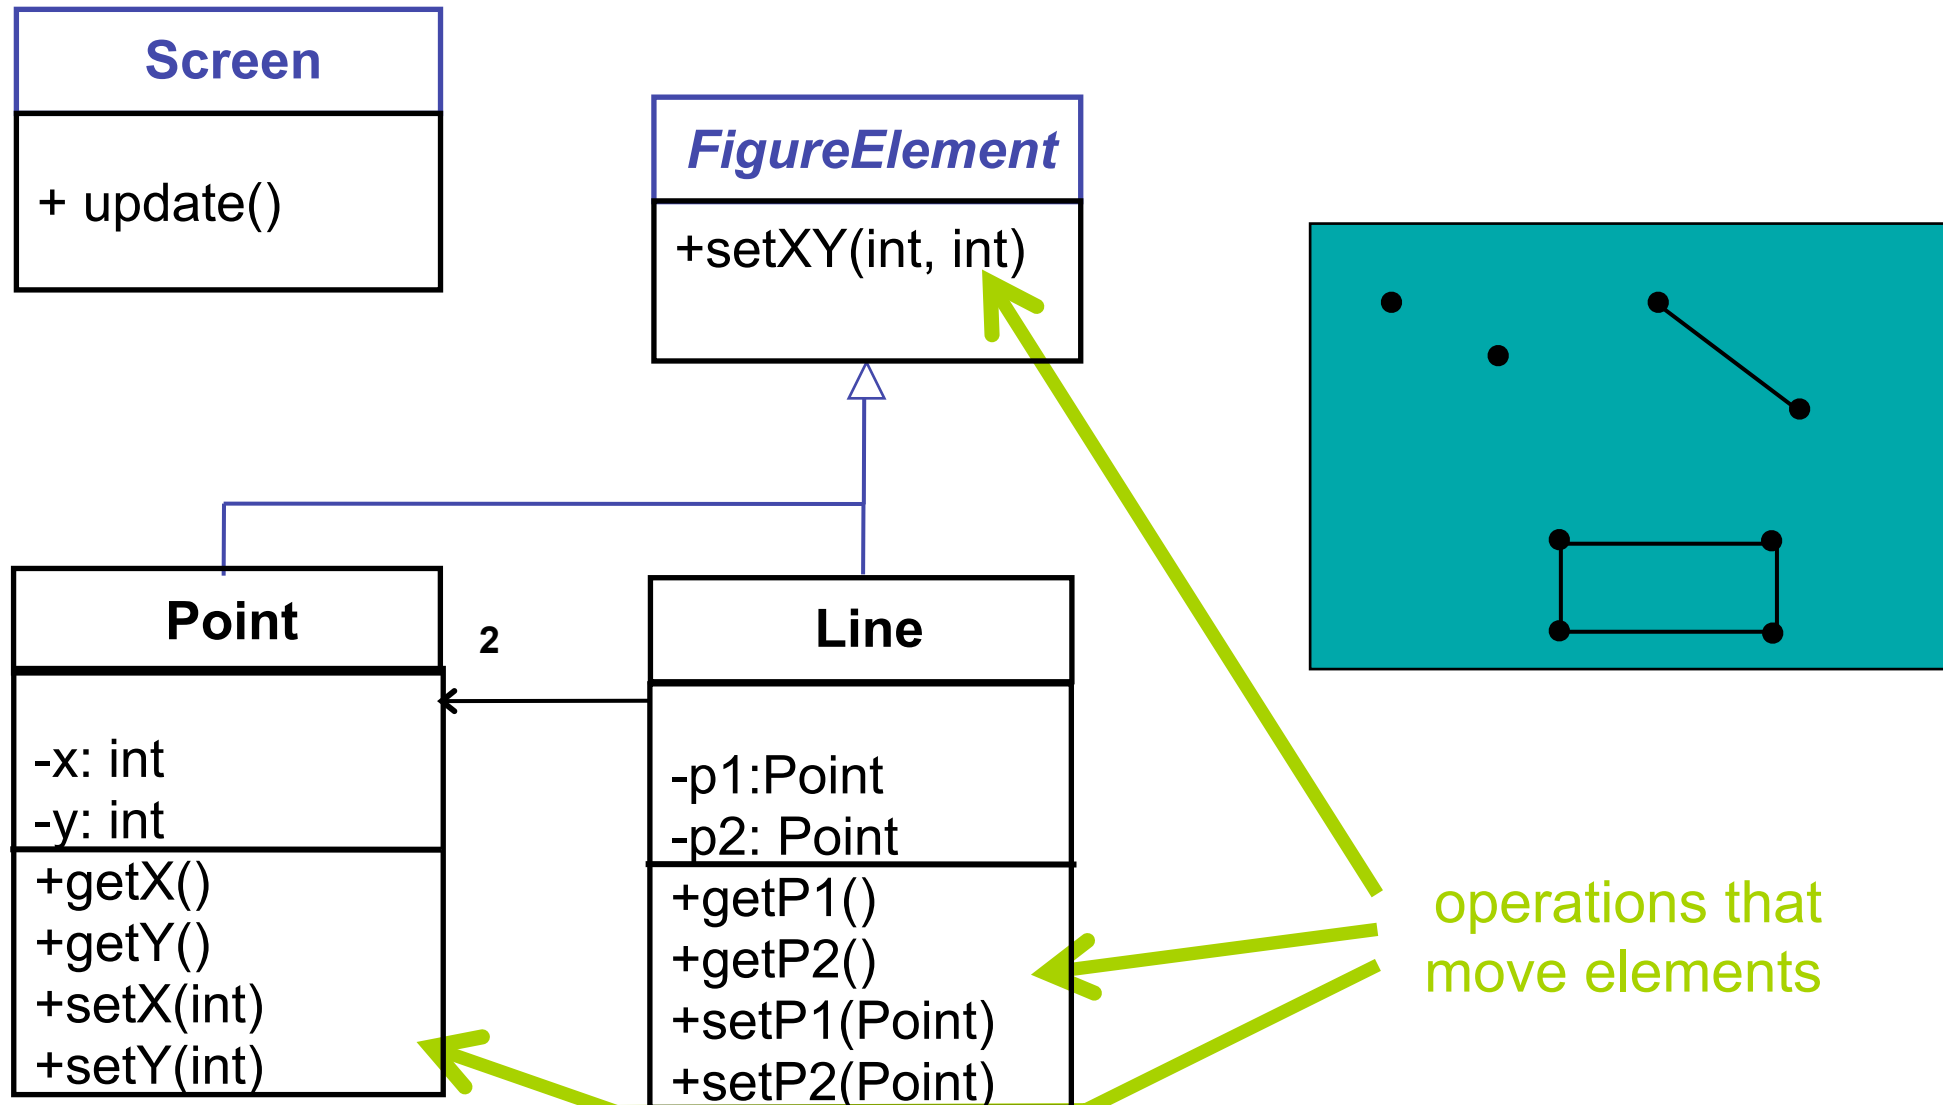 Screen
+ update()
FigureElement
+setXY(int, int)
Point
-x: int
-y: int
+getX()
+getY()
+setX(int)
+setY(int)
2
Line
-p1:Point
-p2: Point
+getP1()
+getP2()
+setP1(Point)
+setP2(Point)
operations that
move elements